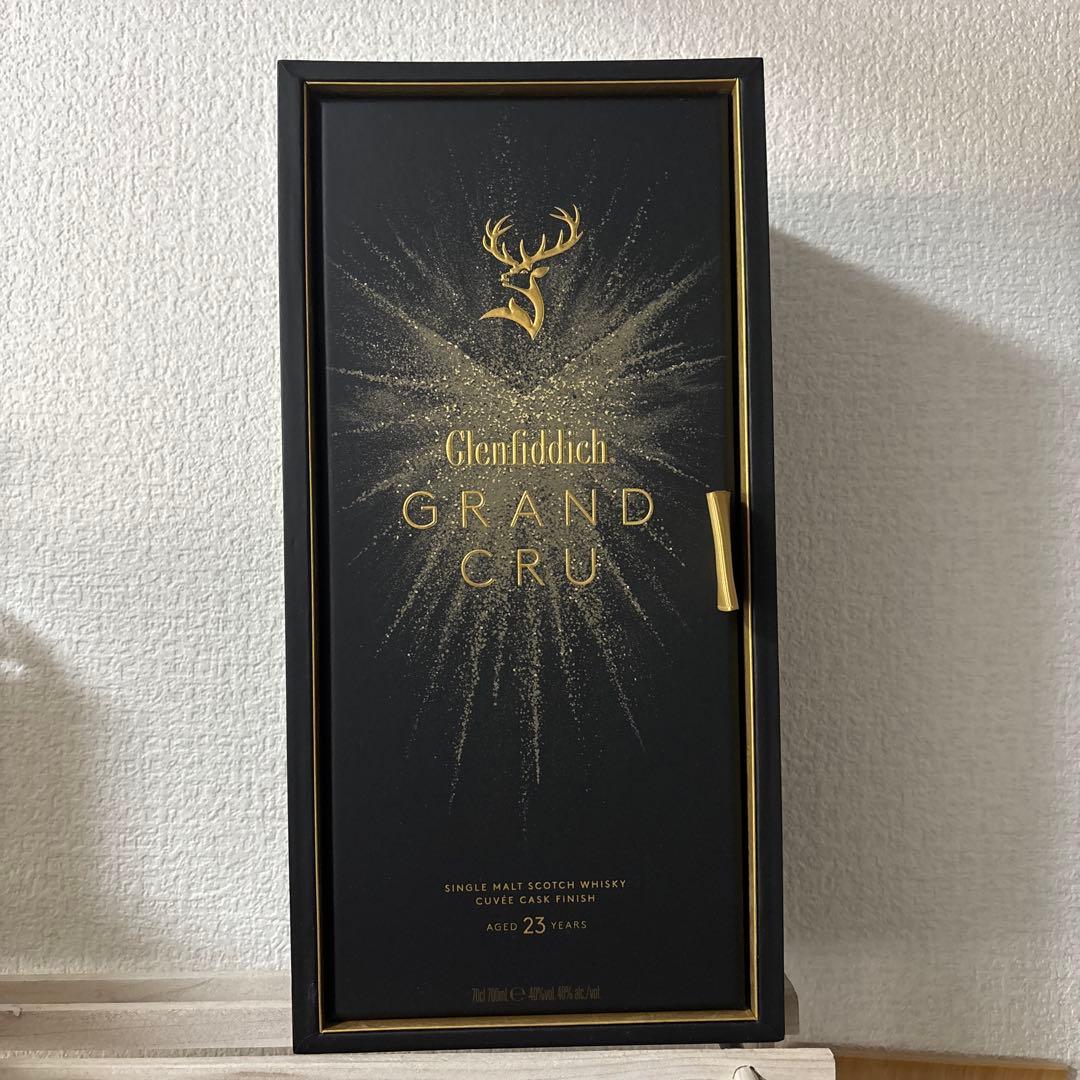 Glenfiddich
GRAND
CRU
SINGLE MALT SCOTCH WHISKY
CUVÉE CASK FINISH
AGED 23 YEARS
70cl 700ml ℮ 40%vol. 40% alc./vol.